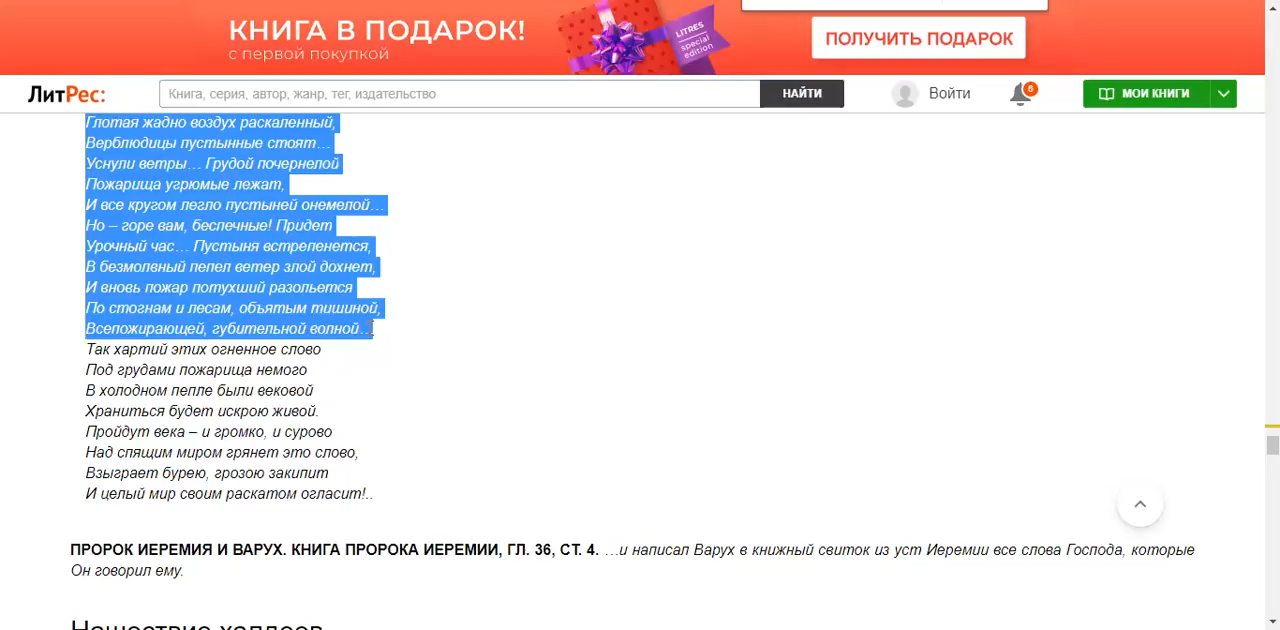 КНИГА В ПОДАРОК!
с первой покупкой
LITRES
special
edition
ПОЛУЧИТЬ ПОДАРОК
ЛитРес:
Книга, серия, автор, жанр, тег, издательство
НАЙТИ
Войти
6
МОИ КНИГИ
Глотая жадно воздух раскаленный,
Верблюдицы пустынные стоят…
Уснули ветры… Грудой почернелой
Пожарища угрюмые лежат,
И все кругом легло пустыней онемелой…
Но – горе вам, беспечные! Придет
Урочный час… Пустыня встрепенется,
В безмолвный пепел ветер злой дохнет,
И вновь пожар потухший разольется
По стогнам и лесам, объятым тишиной,
Всепожирающей, губительной волной…
Так хартий этих огненное слово
Под грудами пожарища немого
В холодном пепле были вековой
Храниться будет искрою живой.
Пройдут века – и громко, и сурово
Над спящим миром грянет это слово,
Взыграет бурею, грозою закипит
И целый мир своим раскатом огласит!..
ПРОРОК ИЕРЕМИЯ И ВАРУХ. КНИГА ПРОРОКА ИЕРЕМИИ, ГЛ. 36, СТ. 4. …и написал Варух в книжный свиток из уст Иеремии все слова Господа, которые
Он говорил ему.
Нашествие халдеев